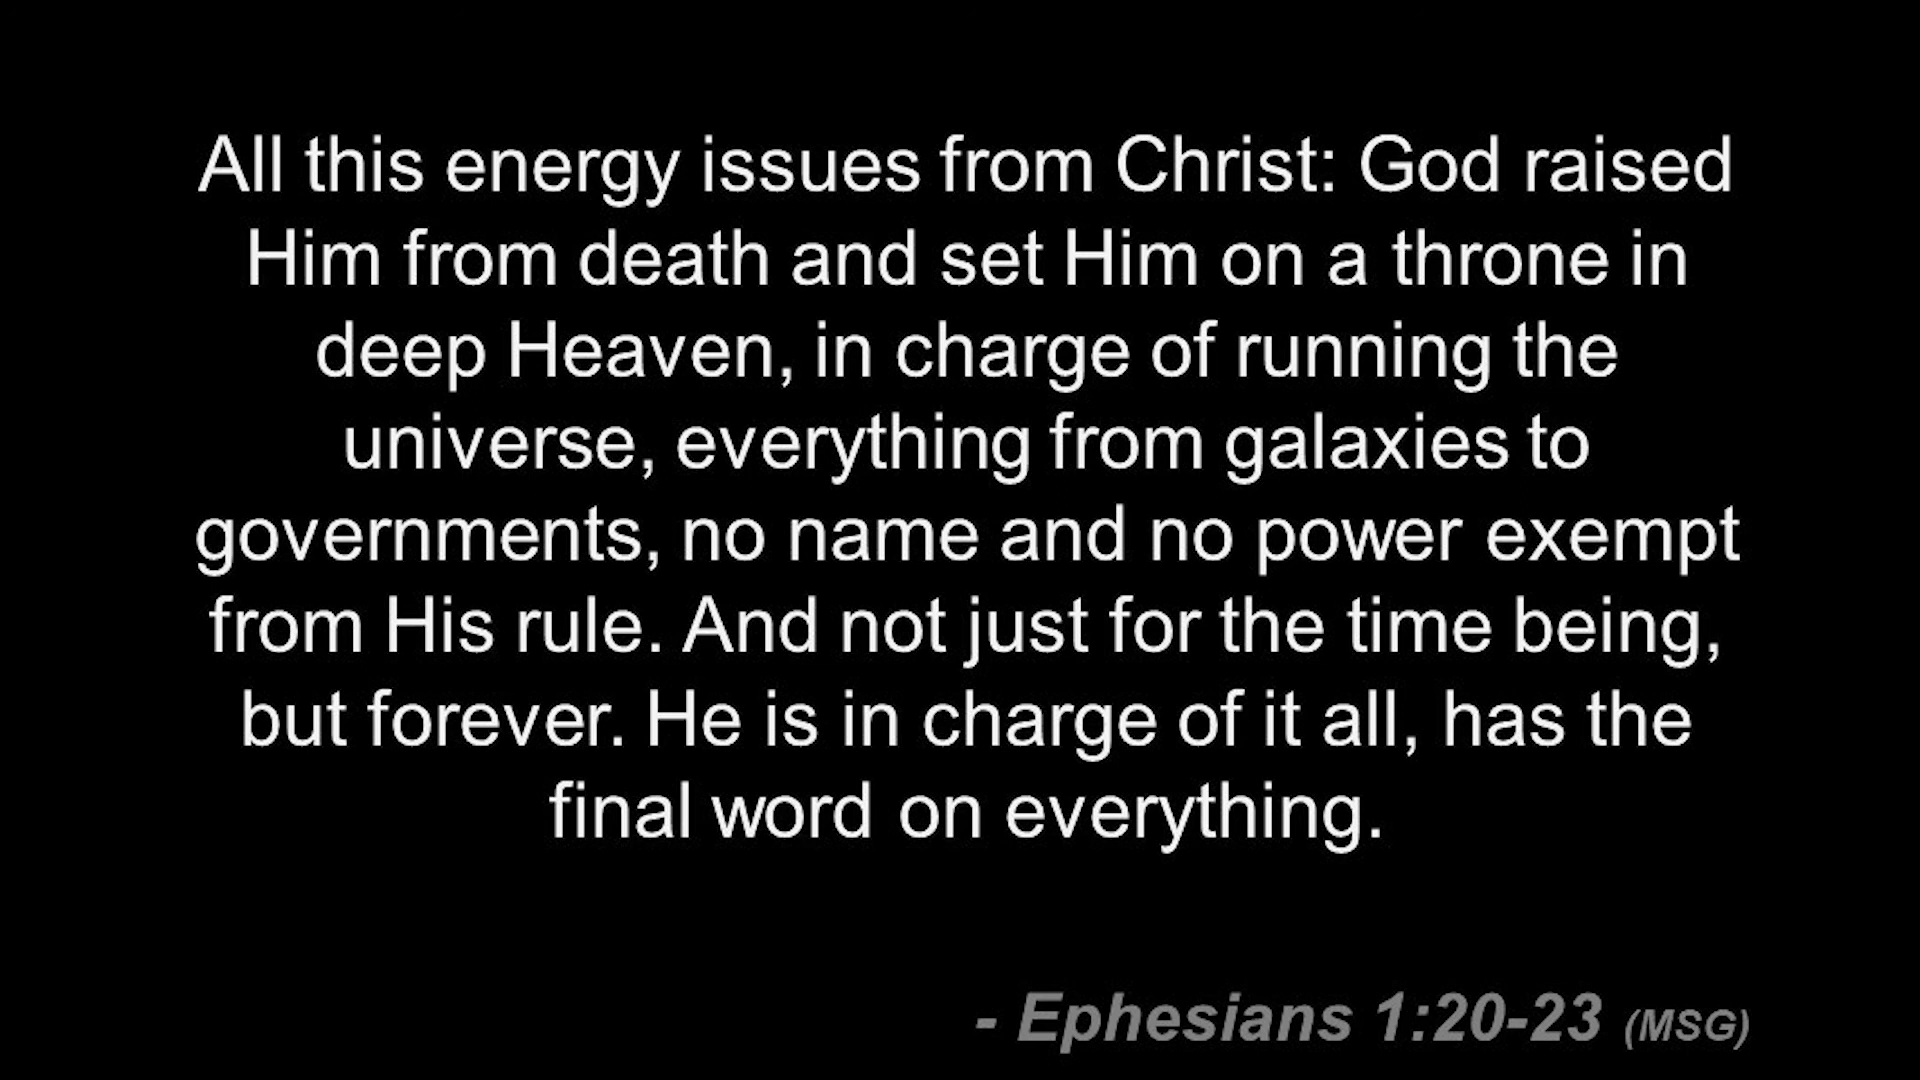 All this energy issues from Christ: God raised
Him from death and set Him on a throne in
deep Heaven, in charge of running the
universe, everything from galaxies to
governments, no name and no power exempt
from His rule. And not just for the time being,
but forever. He is in charge of it all, has the
final word on everything.
- Ephesians 1:20-23 (MSG)